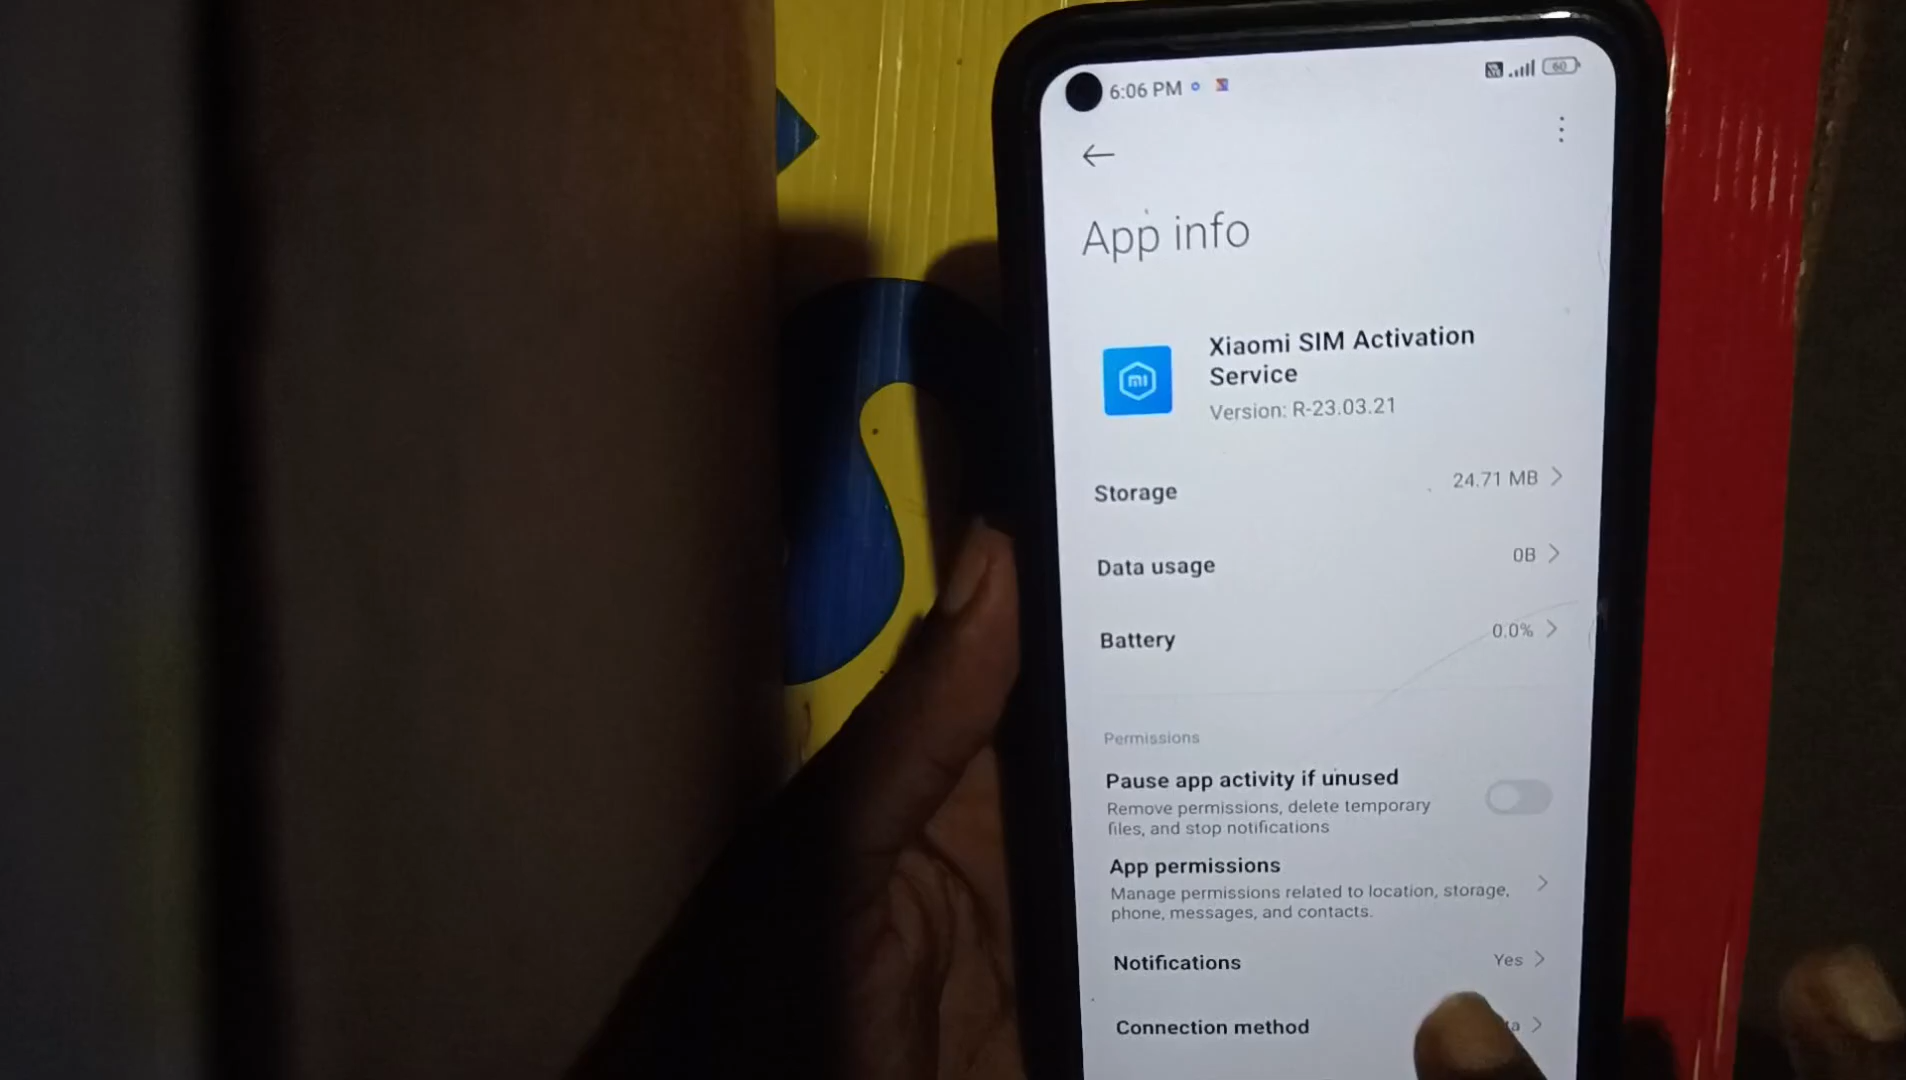 6:06 PM
60
App info
mi
Xiaomi SIM Activation
Service
Version: R-23.03.21
Storage
24.71 MB
Data usage
0B
Battery
0.0%
Permissions
Pause app activity if unused
Remove permissions, delete temporary
files, and stop notifications
App permissions
Manage permissions related to location, storage,
phone, messages, and contacts.
Notifications
Yes
Connection method